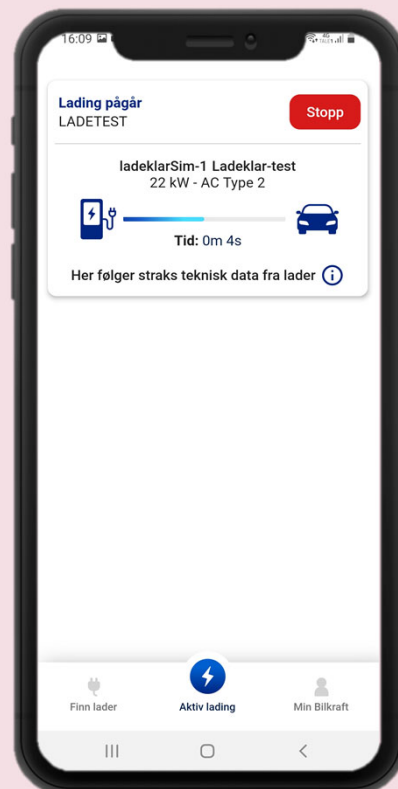 16:09
Lading pågår
LADETEST
Stopp
ladeklarSim-1 Ladeklar-test
22 kW - AC Type 2
Tid: 0m 4s
Her følger straks teknisk data fra lader
Finn lader
Aktiv lading
Min Bilkraft